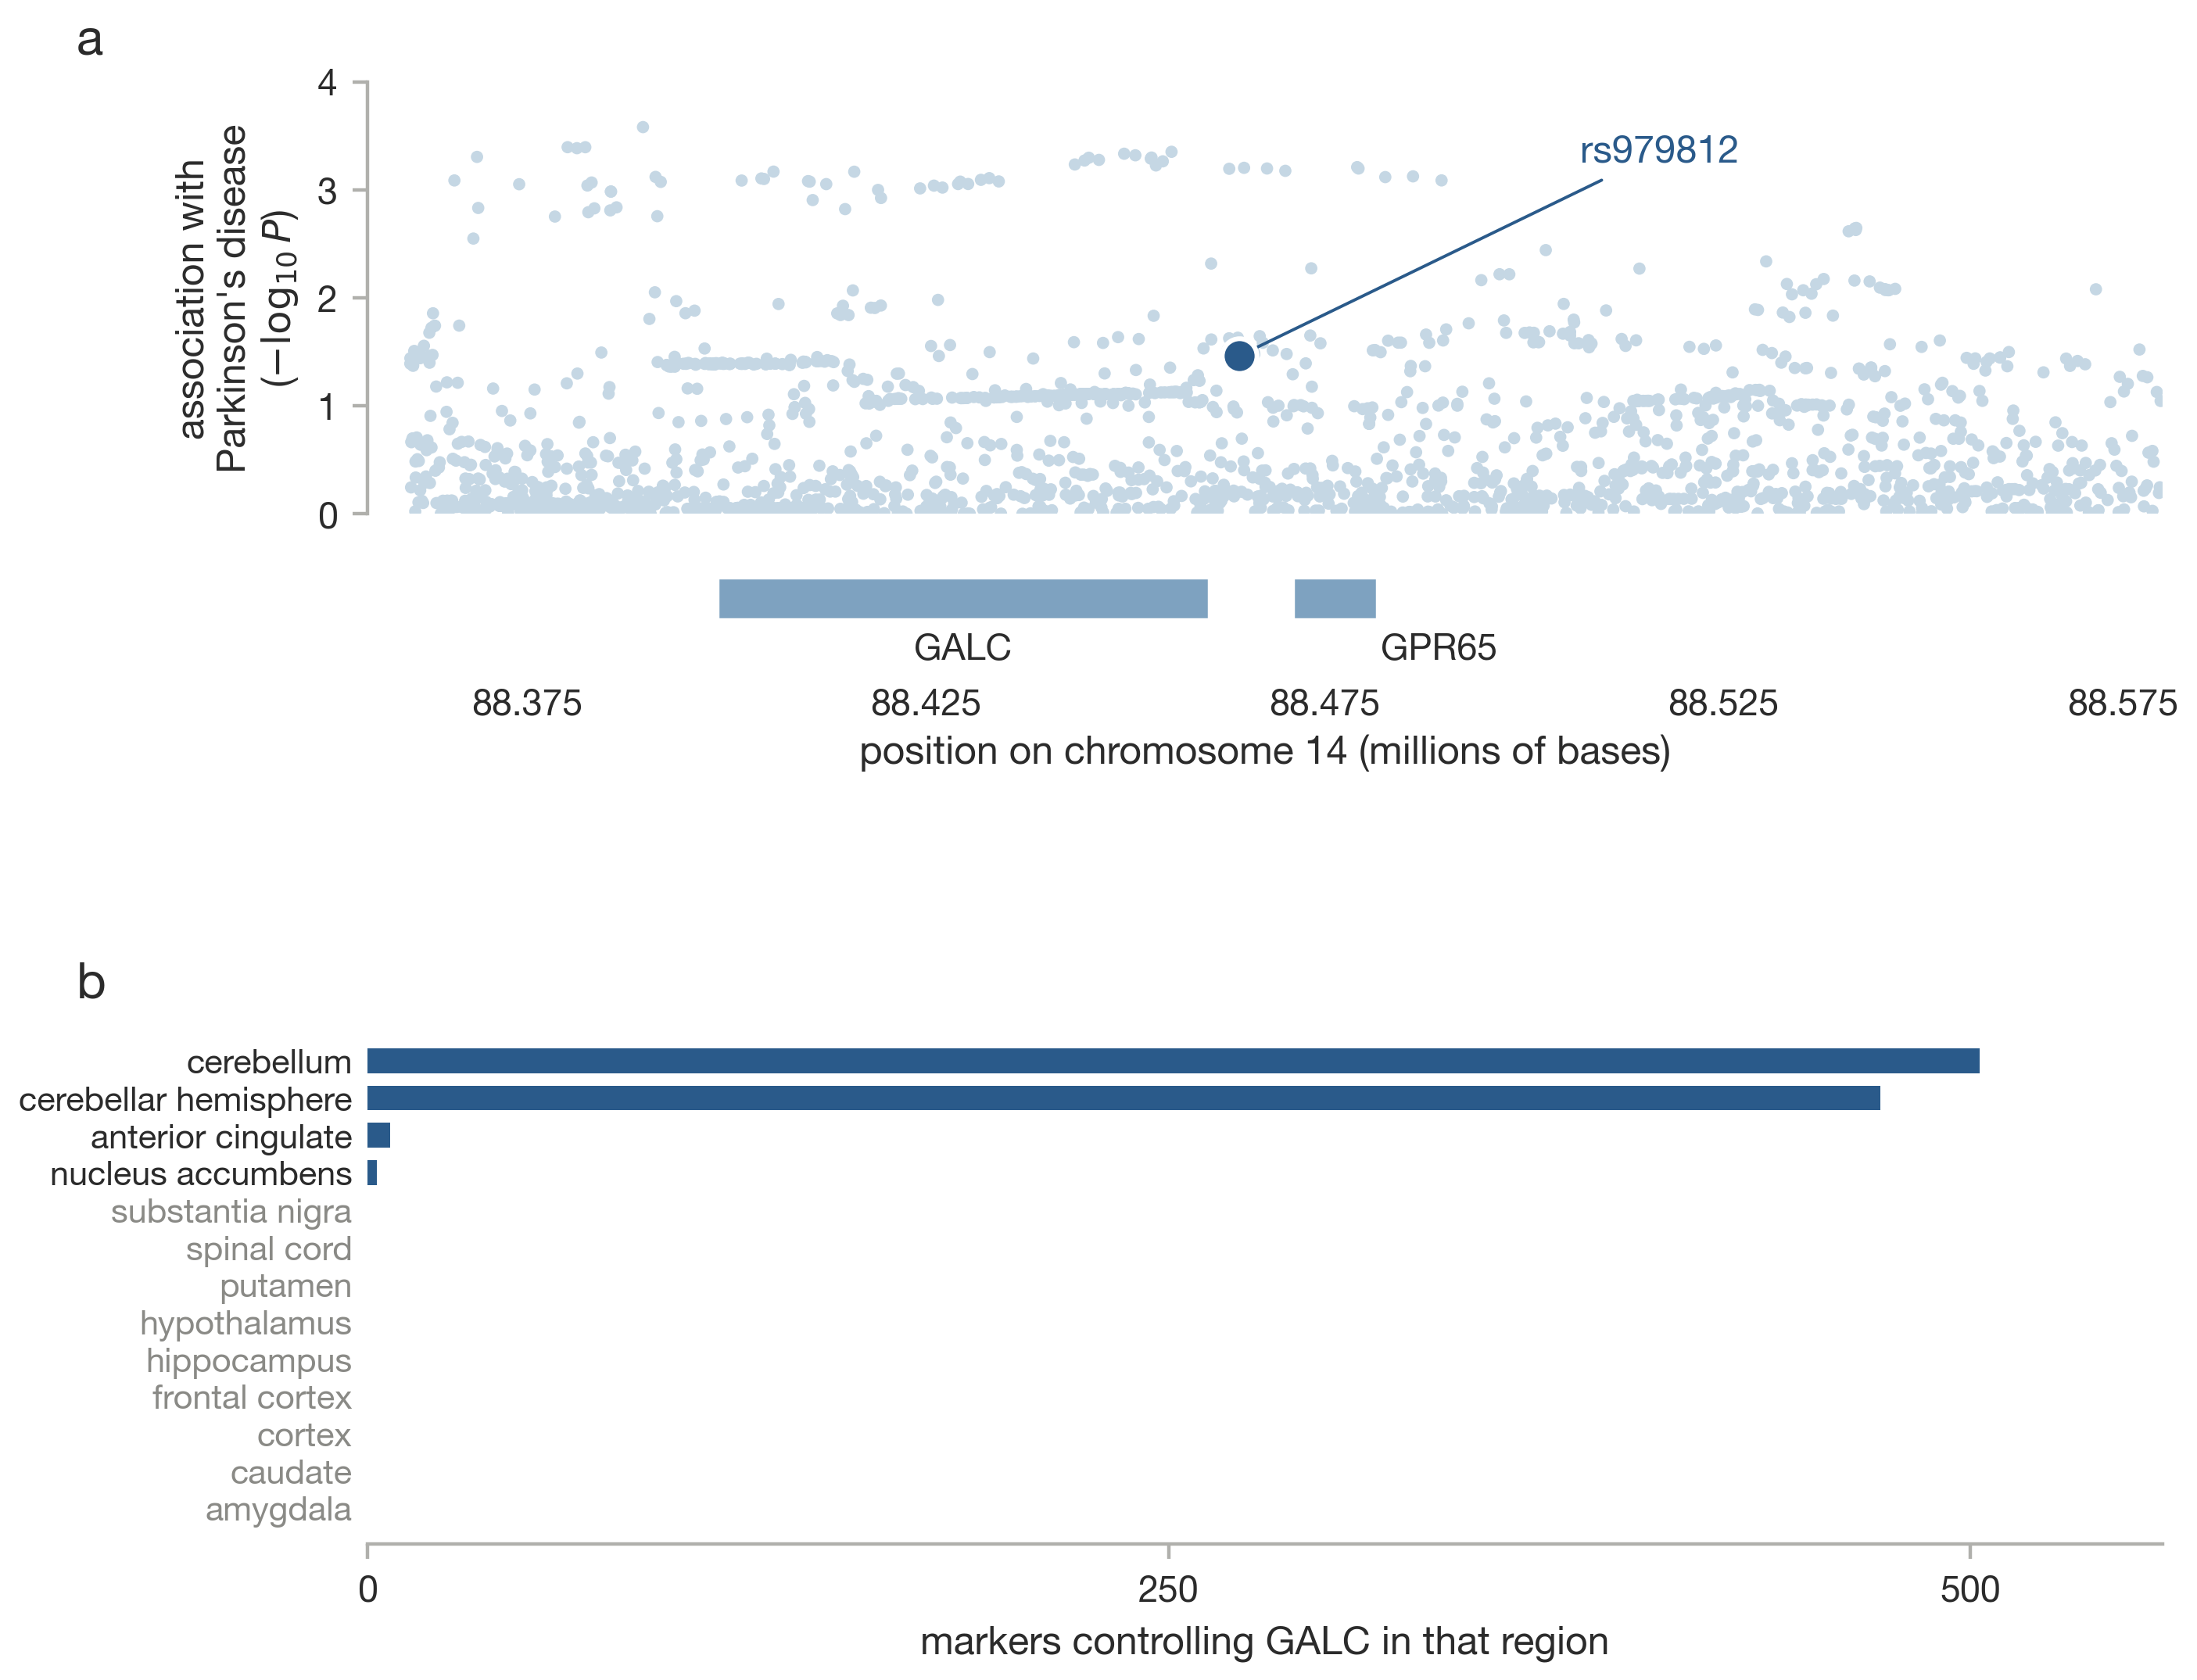 a
association with
Parkinson's disease
(−log₁₀ P)
4
3
2
1
0
rs979812
GALC
GPR65
88.375
88.425
88.475
88.525
88.575
position on chromosome 14 (millions of bases)
b
cerebellum
cerebellar hemisphere
anterior cingulate
nucleus accumbens
substantia nigra
spinal cord
putamen
hypothalamus
hippocampus
frontal cortex
cortex
caudate
amygdala
0
250
500
markers controlling GALC in that region